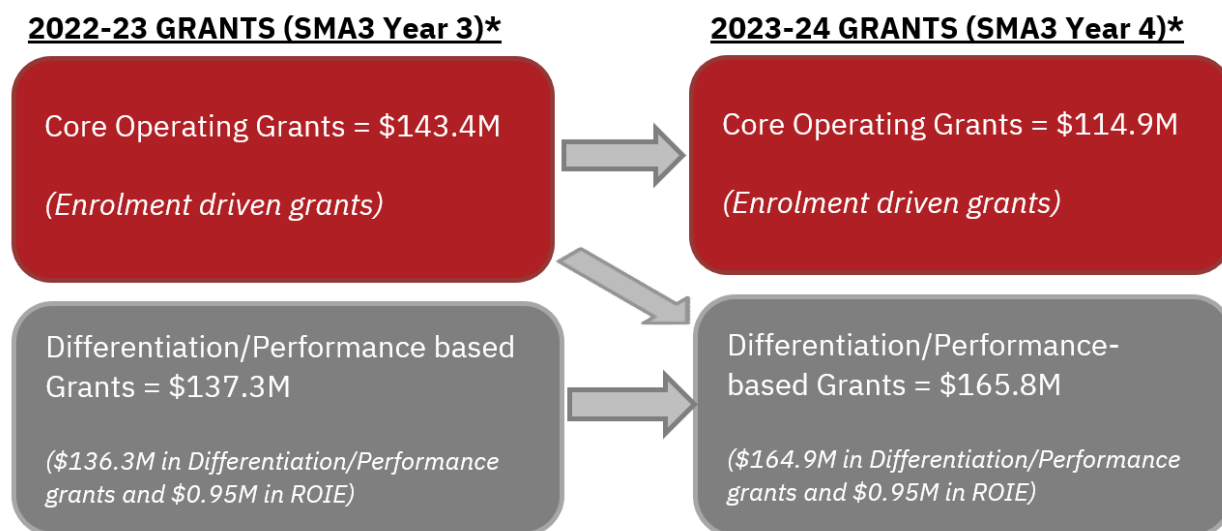 2022-23 GRANTS (SMA3 Year 3)*
Core Operating Grants = $143.4M
(Enrolment driven grants)
Differentiation/Performance based
Grants = $137.3M
($136.3M in Differentiation/Performance
grants and $0.95M in ROIE)
2023-24 GRANTS (SMA3 Year 4)*
Core Operating Grants = $114.9M
(Enrolment driven grants)
Differentiation/Performance-
based Grants = $165.8M
($164.9M in Differentiation/Performance
grants and $0.95M in ROIE)